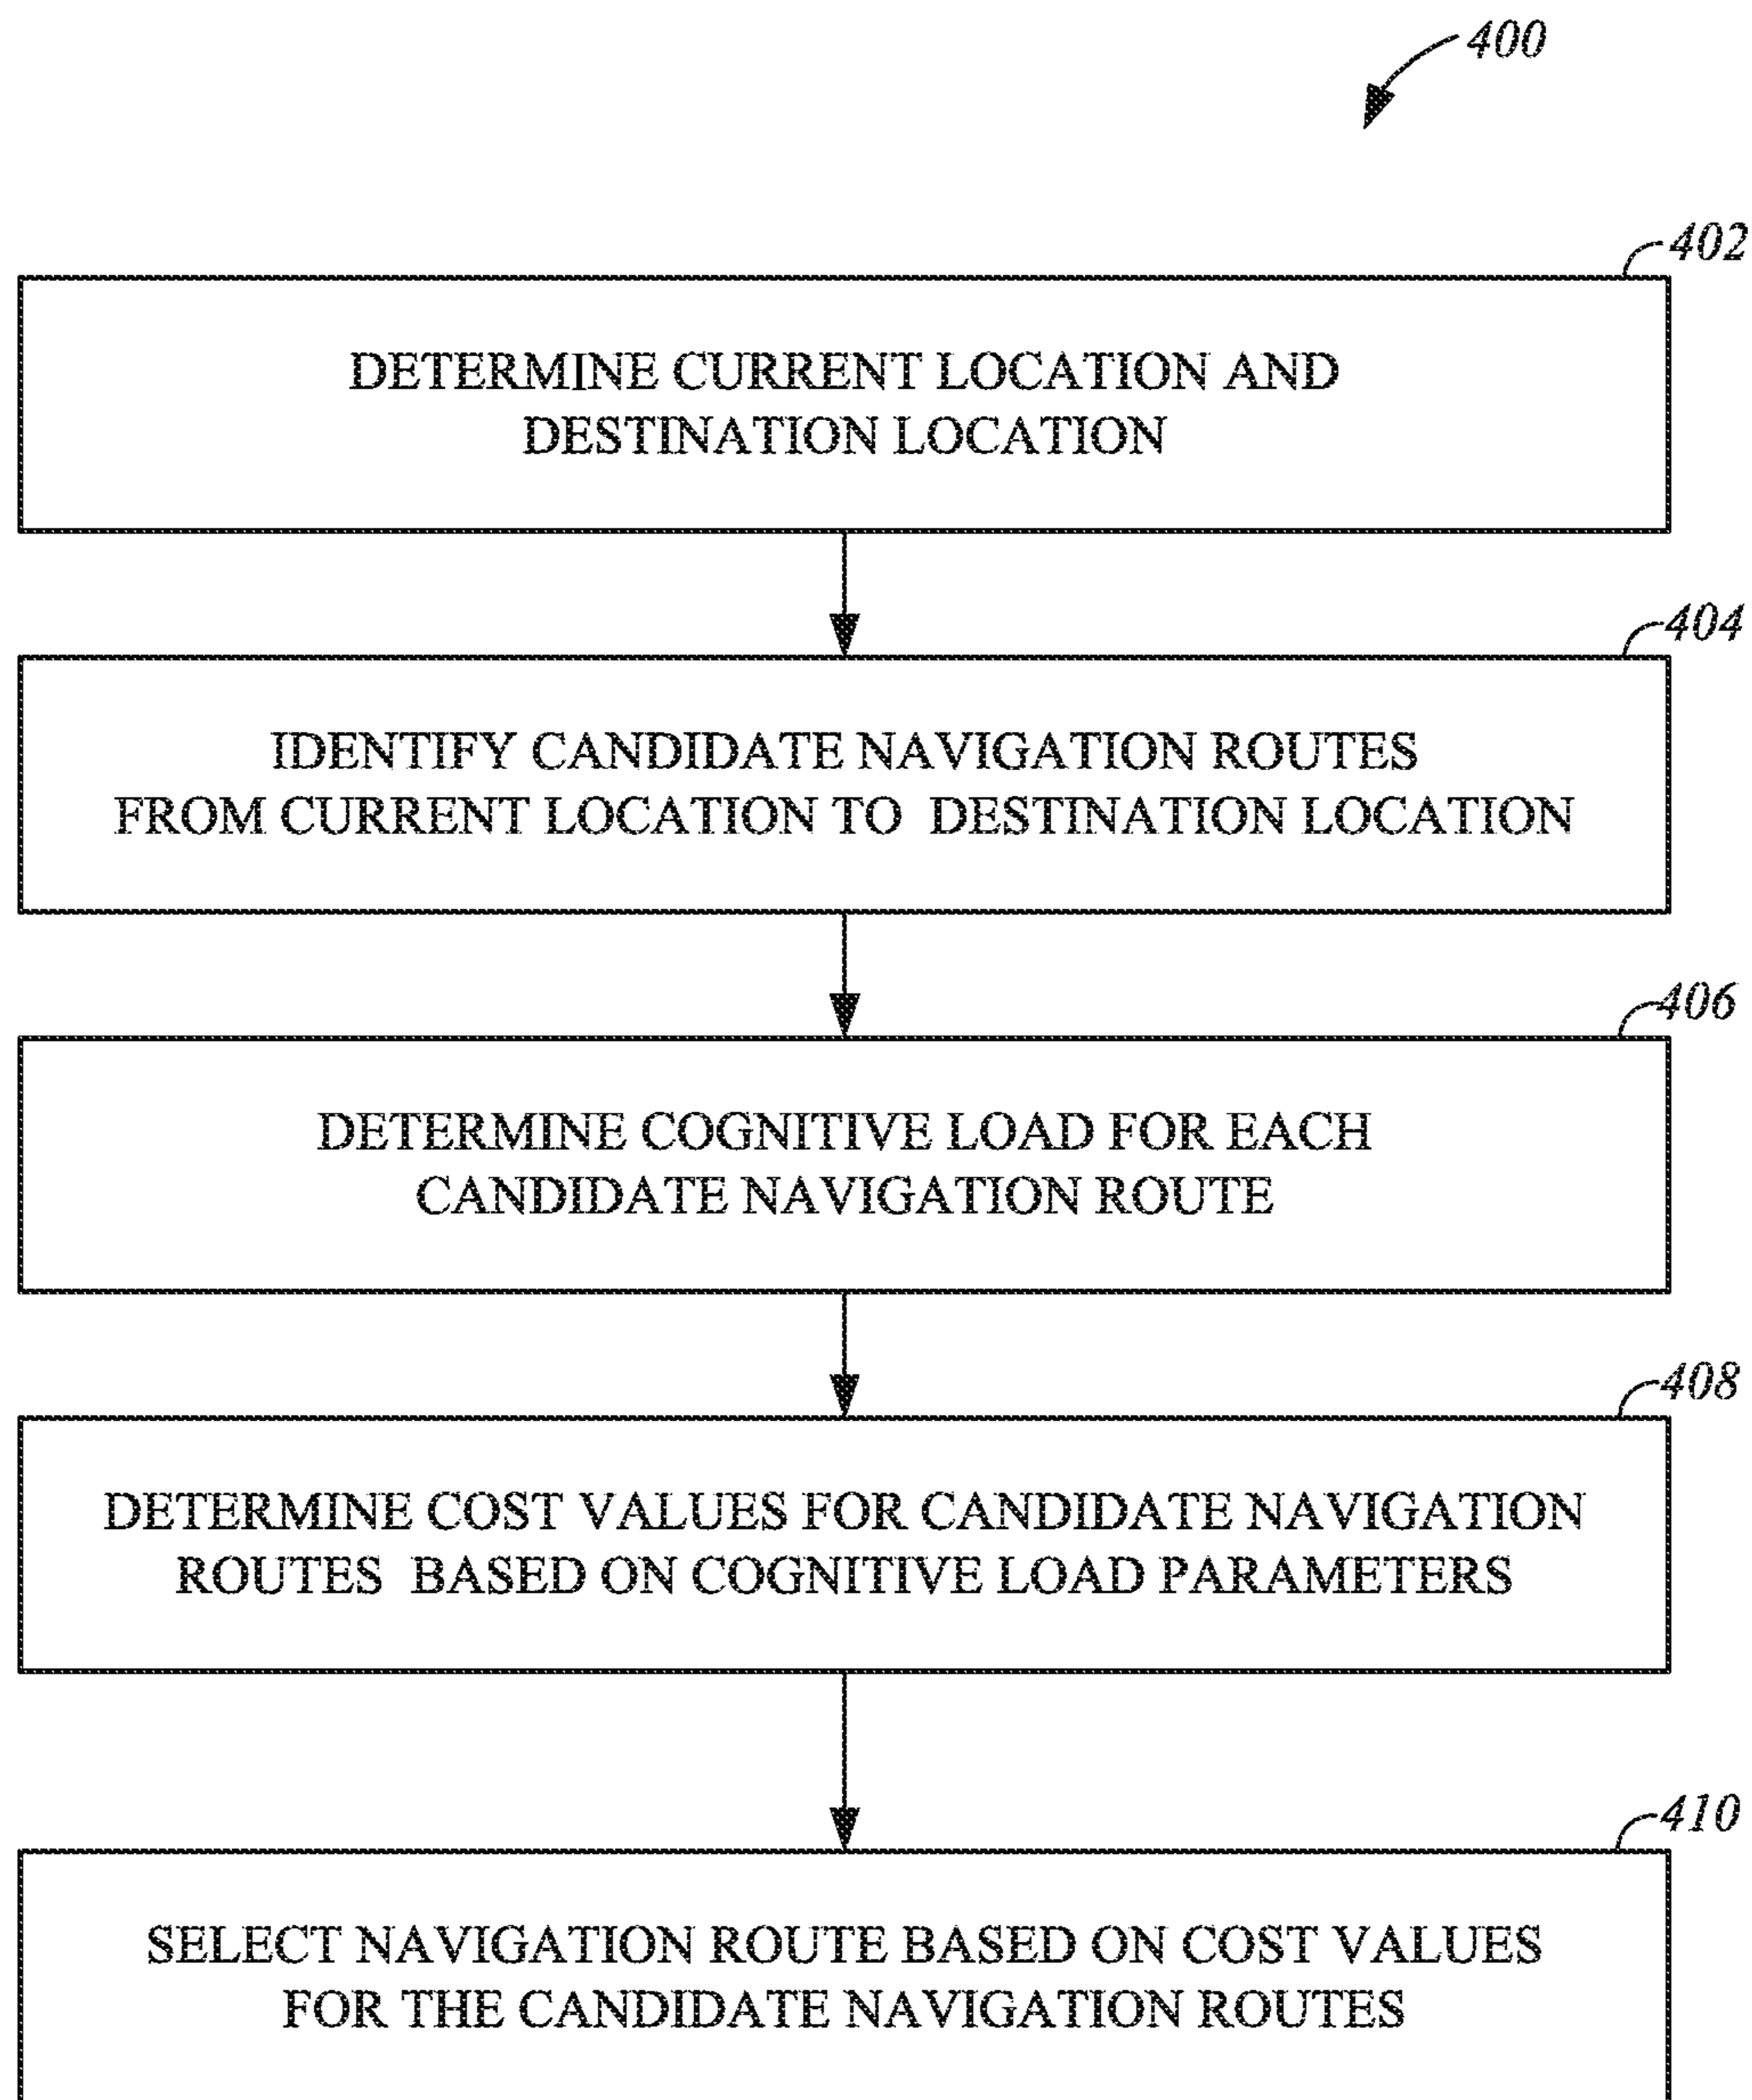 400
402
DETERMINE CURRENT LOCATION AND
DESTINATION LOCATION
404
IDENTIFY CANDIDATE NAVIGATION ROUTES
FROM CURRENT LOCATION TO DESTINATION LOCATION
406
DETERMINE COGNITIVE LOAD FOR EACH
CANDIDATE NAVIGATION ROUTE
408
DETERMINE COST VALUES FOR CANDIDATE NAVIGATION
ROUTES BASED ON COGNITIVE LOAD PARAMETERS
410
SELECT NAVIGATION ROUTE BASED ON COST VALUES
FOR THE CANDIDATE NAVIGATION ROUTES